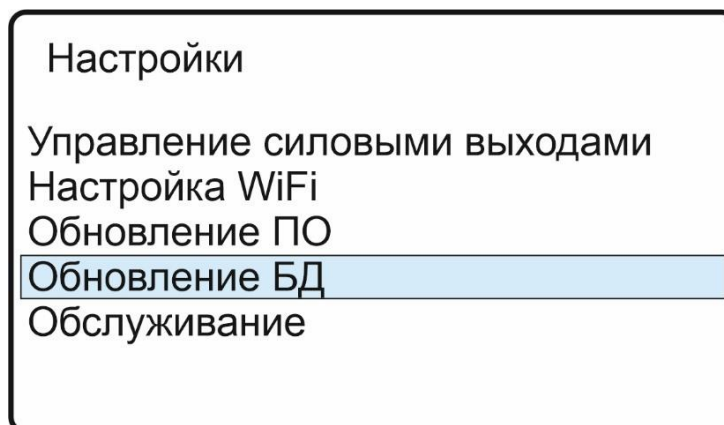 Настройки
Управление силовыми выходами
Настройка WiFi
Обновление ПО
Обновление БД
Обслуживание